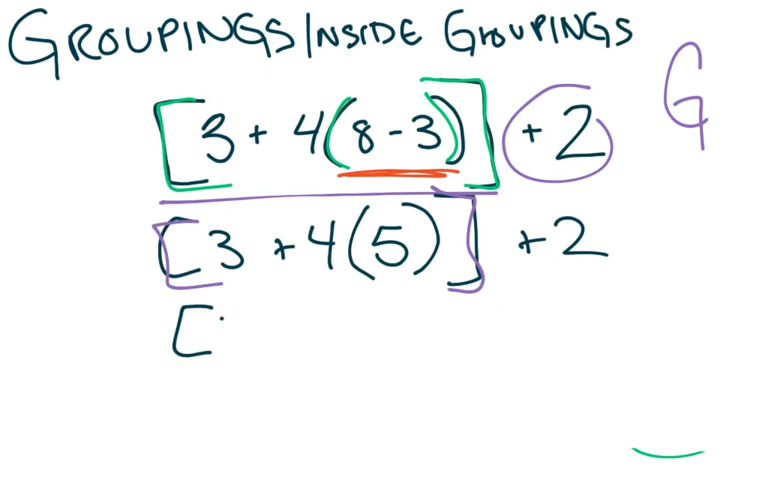 GROUPINGS INSIDE GROUPINGS
G
[3 + 4(8 - 3)] + 2
[3 + 4(5)] + 2
[